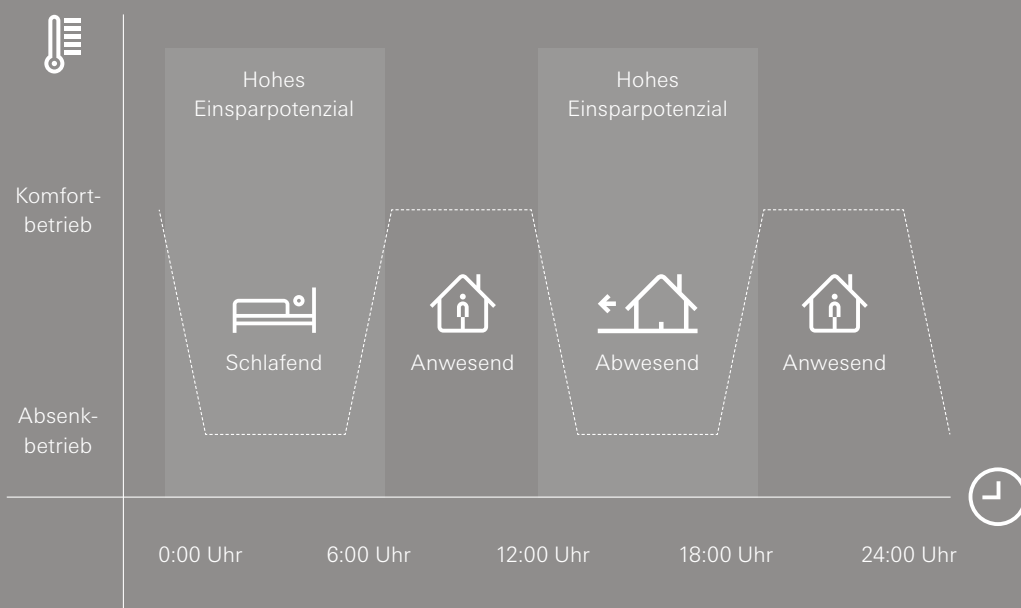 Hohes
Einsparpotenzial
Hohes
Einsparpotenzial
Komfort-
betrieb
Schlafend
Anwesend
Abwesend
Anwesend
Absenk-
betrieb
0:00 Uhr
6:00 Uhr
12:00 Uhr
18:00 Uhr
24:00 Uhr